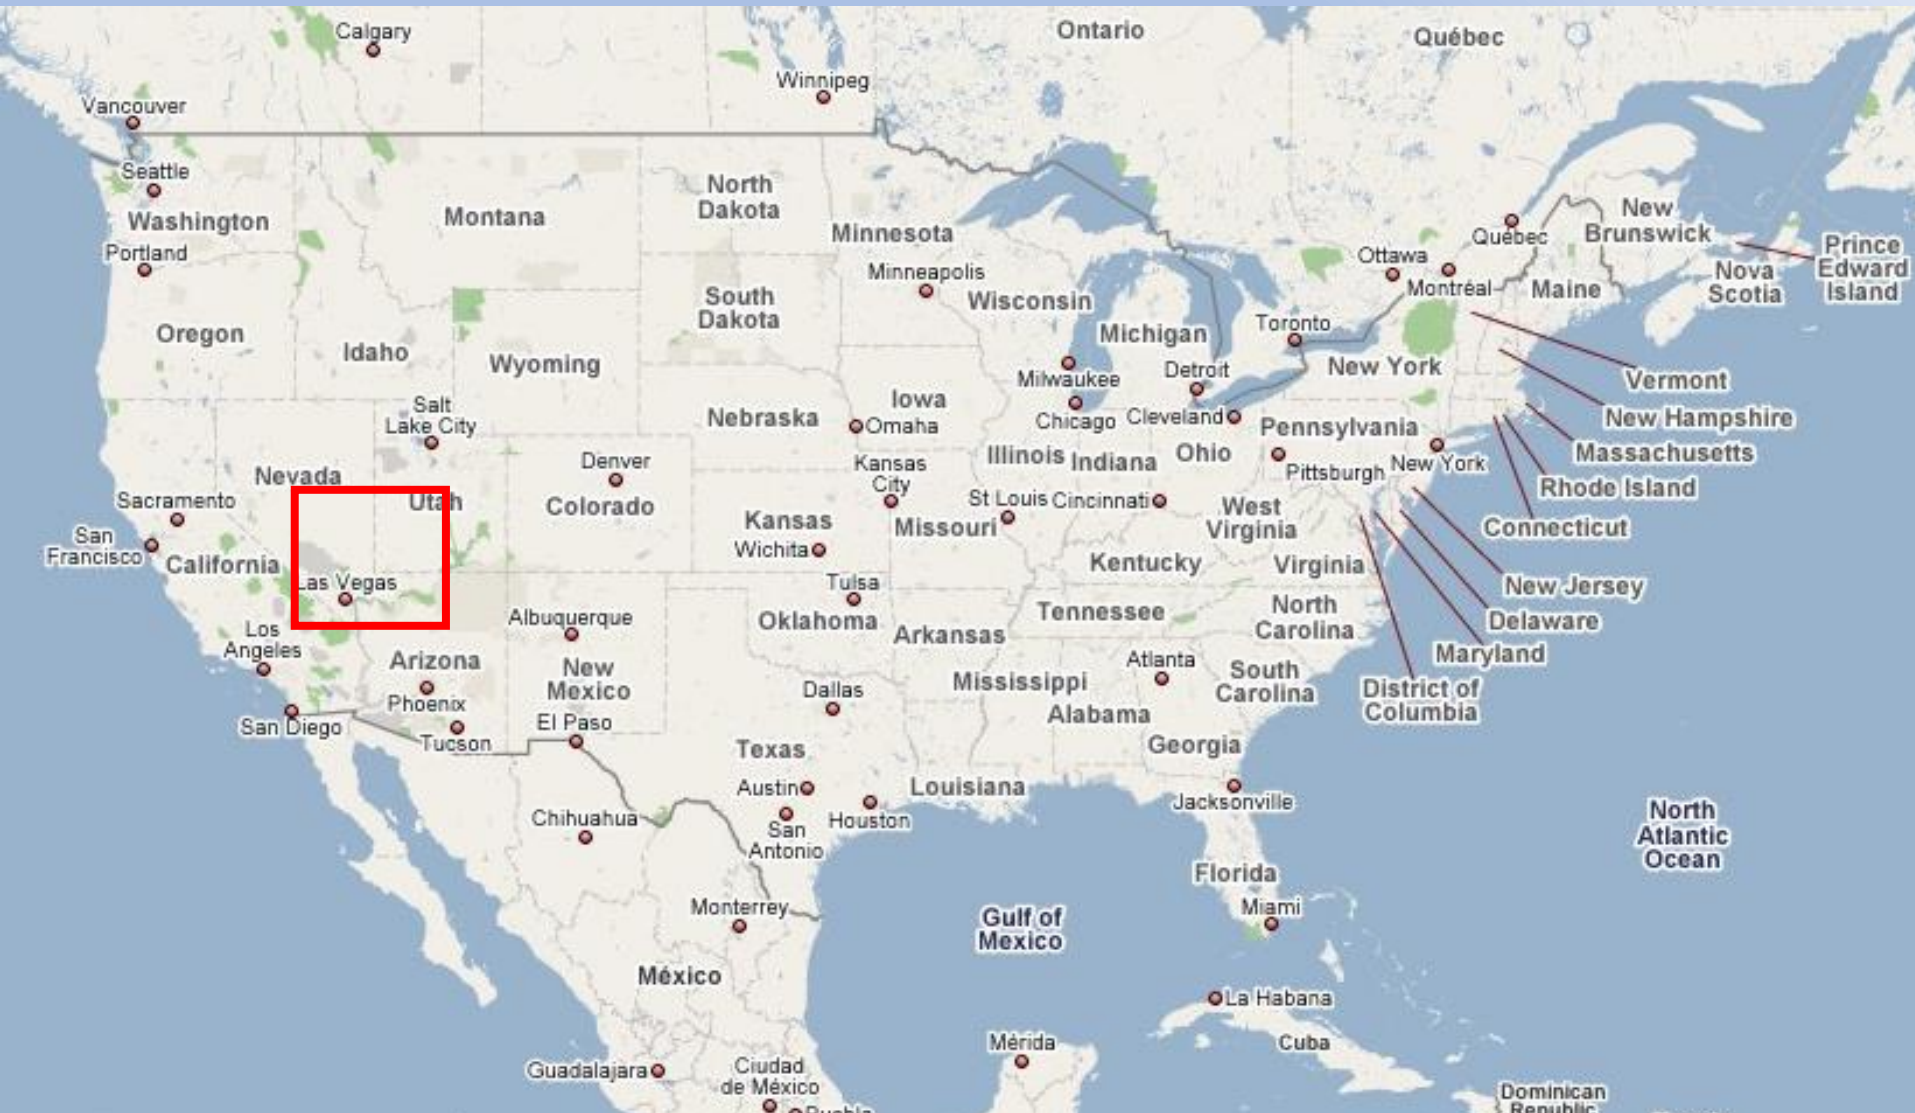 Calgary
Ontario
Québec
Winnipeg
Vancouver
Seattle
Washington
Montana
North
Dakota
Minnesota
Québec
New
Brunswick
Prince
Edward
Island
Portland
Minneapolis
Ottawa
Montréal
Maine
Nova
Scotia
Oregon
Idaho
Wyoming
South
Dakota
Wisconsin
Michigan
Toronto
New York
Vermont
Milwaukee
Detroit
Salt
Lake City
Nebraska
Iowa
Omaha
Chicago
Cleveland
Pennsylvania
New Hampshire
Massachusetts
Nevada
Utah
Denver
Colorado
Kansas
City
Illinois
Indiana
Ohio
Pittsburgh
New York
Rhode Island
Sacramento
San
Francisco
California
Kansas
Wichita
Missouri
St Louis
Cincinnati
West
Virginia
Connecticut
Las Vegas
Kentucky
Virginia
New Jersey
Los
Angeles
Albuquerque
Tulsa
Oklahoma
Arkansas
Tennessee
North
Carolina
Delaware
Maryland
Arizona
Phoenix
New
Mexico
Dallas
Mississippi
Atlanta
South
Carolina
District of
Columbia
San Diego
Tucson
El Paso
Texas
Alabama
Georgia
Austin
San
Antonio
Houston
Louisiana
Jacksonville
Chihuahua
North
Atlantic
Ocean
Florida
Monterrey
Gulf of
Mexico
Miami
México
La Habana
Cuba
Guadalajara
Ciudad
de México
Mérida
Dominican
Republic
Puebla